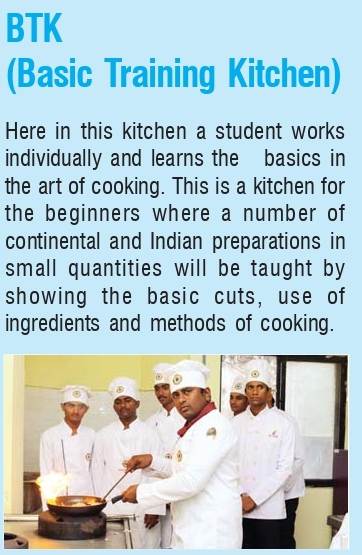 BTK
(Basic Training Kitchen)
Here in this kitchen a student works
individually and learns the basics in
the art of cooking. This is a kitchen for
the beginners where a number of
continental and Indian preparations in
small quantities will be taught by
showing the basic cuts, use of
ingredients and methods of cooking.